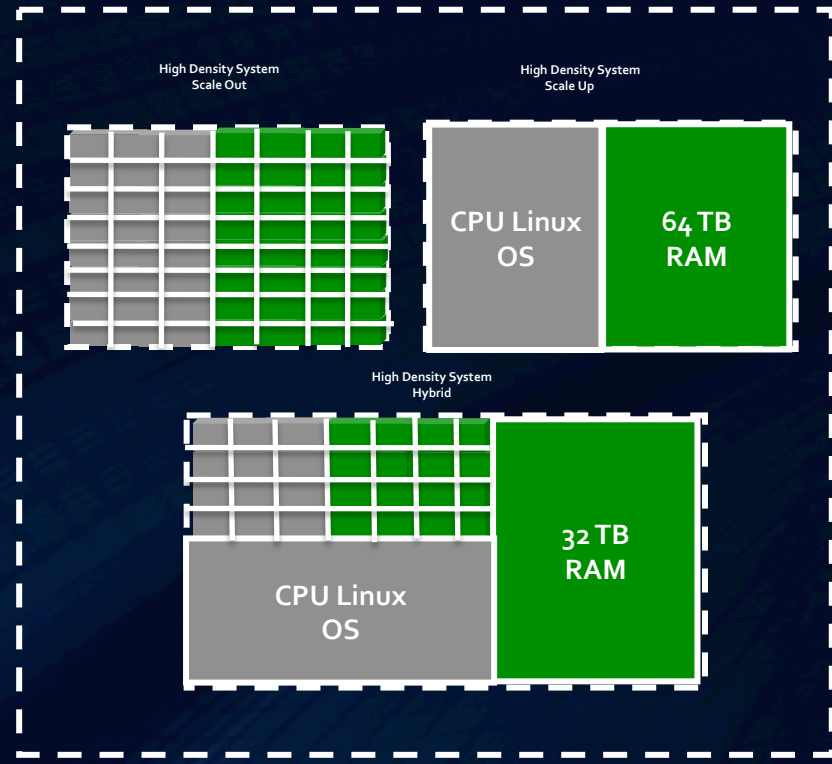 High Density System
Scale Out
High Density System
Scale Up
CPU Linux
OS
64 TB
RAM
High Density System
Hybrid
32 TB
RAM
CPU Linux
OS